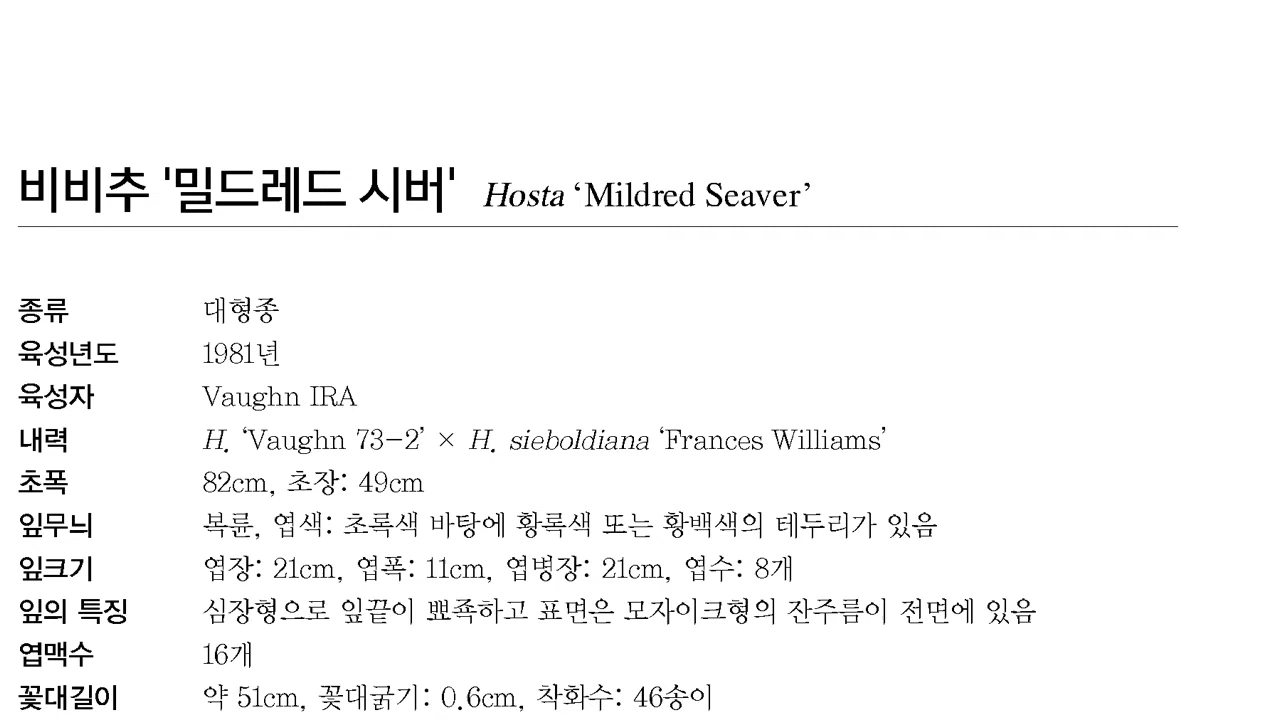 비비추 '밀드레드 시버' Hosta ‘Mildred Seaver’
종류 대형종
육성년도 1981년
육성자 Vaughn IRA
내력 H. ‘Vaughn 73-2’ × H. sieboldiana ‘Frances Williams’
초폭 82cm, 초장: 49cm
잎무늬 복륜, 엽색: 초록색 바탕에 황록색 또는 황백색의 테두리가 있음
잎크기 엽장: 21cm, 엽폭: 11cm, 엽병장: 21cm, 엽수: 8개
잎의 특징 심장형으로 잎끝이 뾰족하고 표면은 모자이크형의 잔주름이 전면에 있음
엽맥수 16개
꽃대길이 약 51cm, 꽃대굵기: 0.6cm, 착화수: 46송이